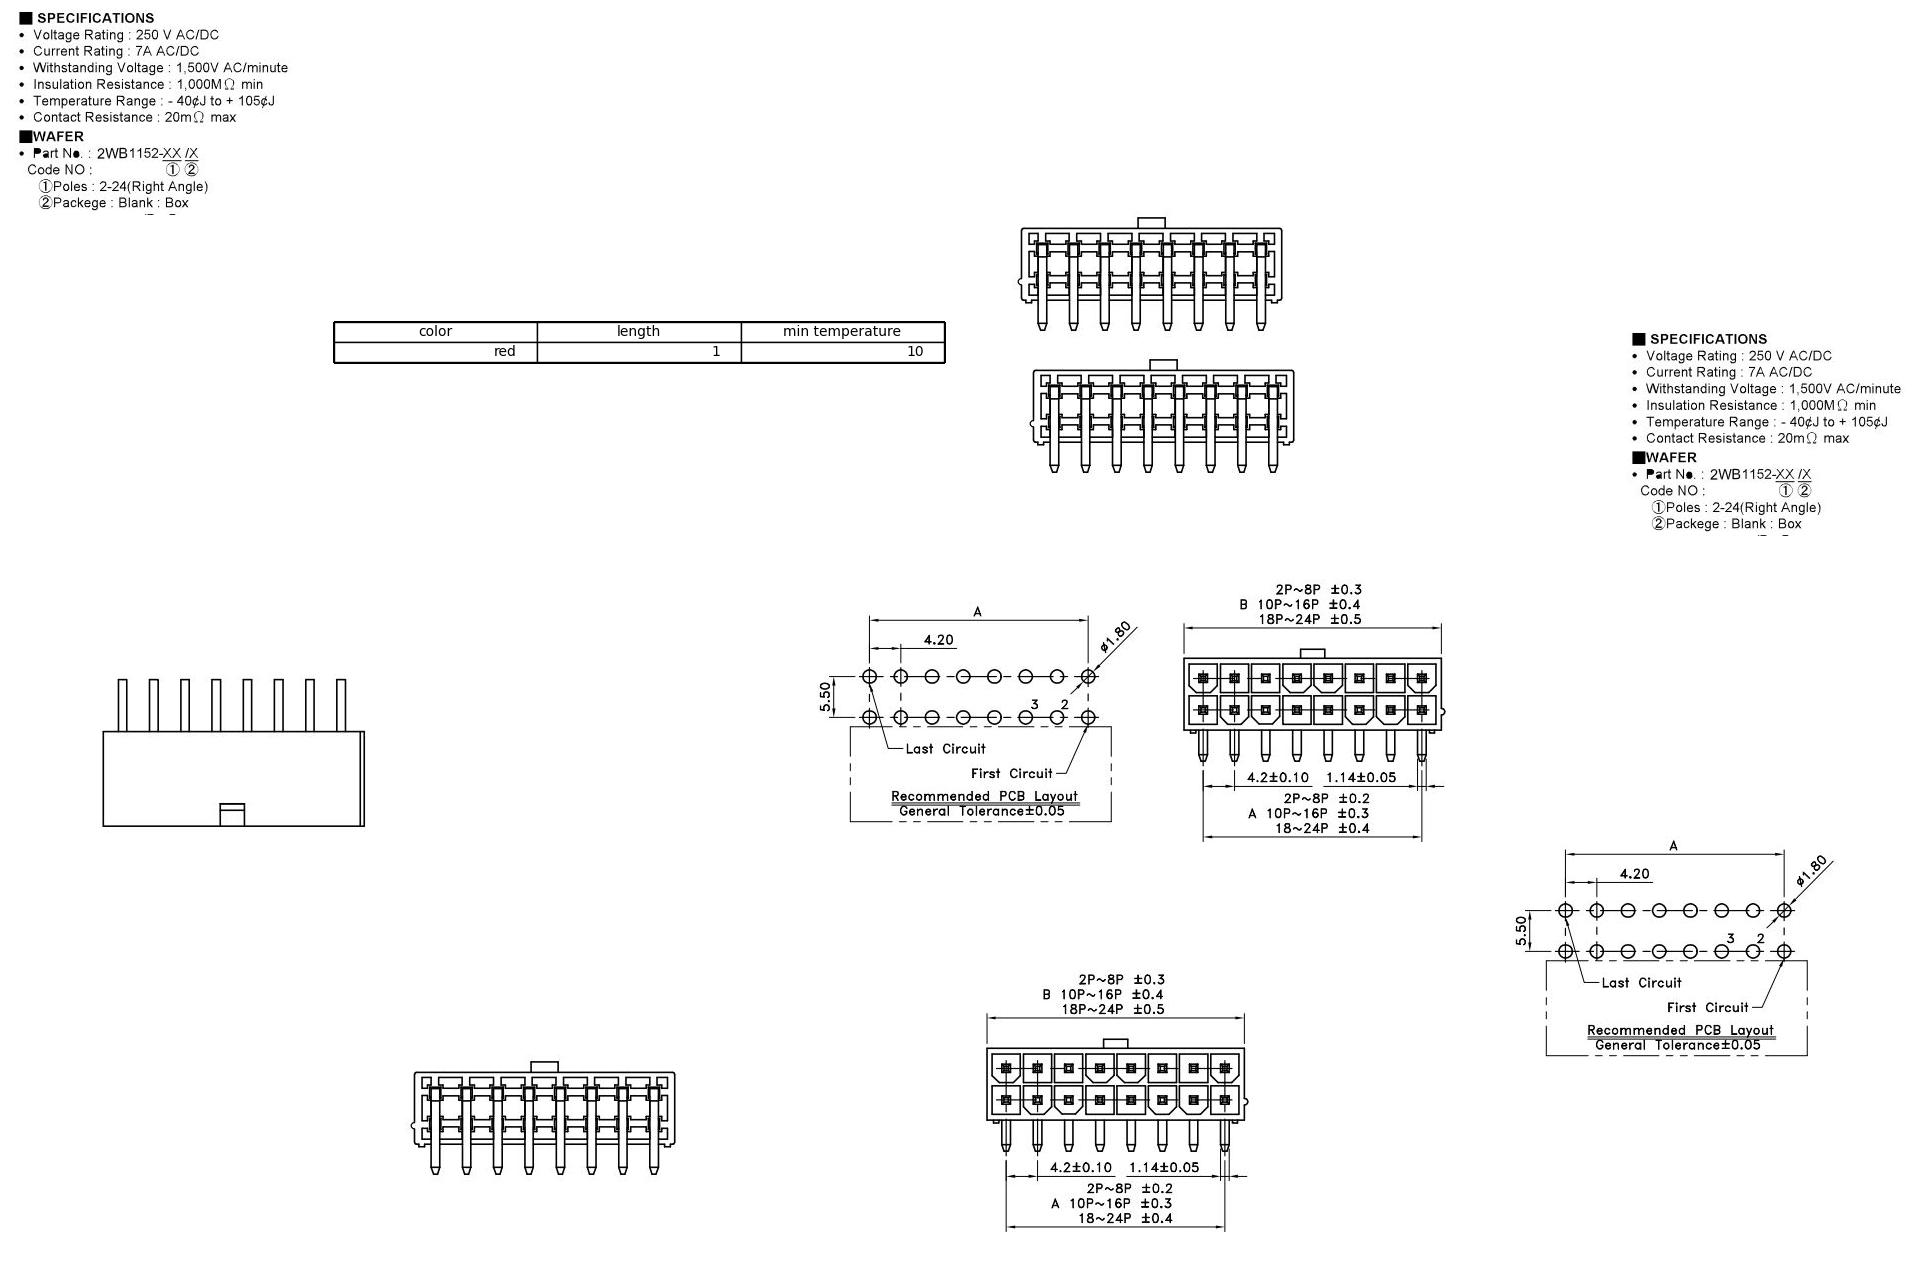 ■ SPECIFICATIONS
• Voltage Rating : 250 V AC/DC
• Current Rating : 7A AC/DC
• Withstanding Voltage : 1,500V AC/minute
• Insulation Resistance : 1,000MΩ min
• Temperature Range : - 40¢J to + 105¢J
• Contact Resistance : 20mΩ max
■WAFER
• Part No. : 2WB1152-XX /X
Code NO : ① ②
①Poles : 2-24(Right Angle)
②Packege : Blank : Box
color length min temperature
red 1 10
■ SPECIFICATIONS
• Voltage Rating : 250 V AC/DC
• Current Rating : 7A AC/DC
• Withstanding Voltage : 1,500V AC/minute
• Insulation Resistance : 1,000MΩ min
• Temperature Range : - 40¢J to + 105¢J
• Contact Resistance : 20mΩ max
■WAFER
• Part No. : 2WB1152-XX /X
Code NO : ① ②
①Poles : 2-24(Right Angle)
②Packege : Blank : Box
A
4.20
ø1.80
5.50
3 2
Last Circuit
First Circuit
Recommended PCB Layout
General Tolerance±0.05
2P~8P ±0.3
B 10P~16P ±0.4
18P~24P ±0.5
4.2±0.10 1.14±0.05
2P~8P ±0.2
A 10P~16P ±0.3
18~24P ±0.4
A
4.20
ø1.80
5.50
3 2
Last Circuit
First Circuit
Recommended PCB Layout
General Tolerance±0.05
2P~8P ±0.3
B 10P~16P ±0.4
18P~24P ±0.5
4.2±0.10 1.14±0.05
2P~8P ±0.2
A 10P~16P ±0.3
18~24P ±0.4